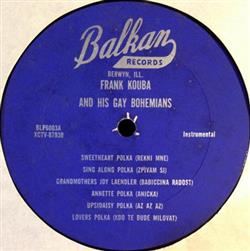 Balkan
RECORDS
BERWYN, ILL.
FRANK KOUBA
AND HIS GAY BOHEMIANS
BLP6003A
XCTV-87930
Instrumental
SWEETHEART POLKA (REKNI MNE)
SING ALONG POLKA (ZPIVAM SI)
GRANDMOTHERS JOY LAENDLER (BABICCINA RADOST)
ANNETTE POLKA (ANICKA)
UPSIDAISY POLKA (AZ AZ AZ)
LOVERS POLKA (KDO TE BUDE MILOVAT)